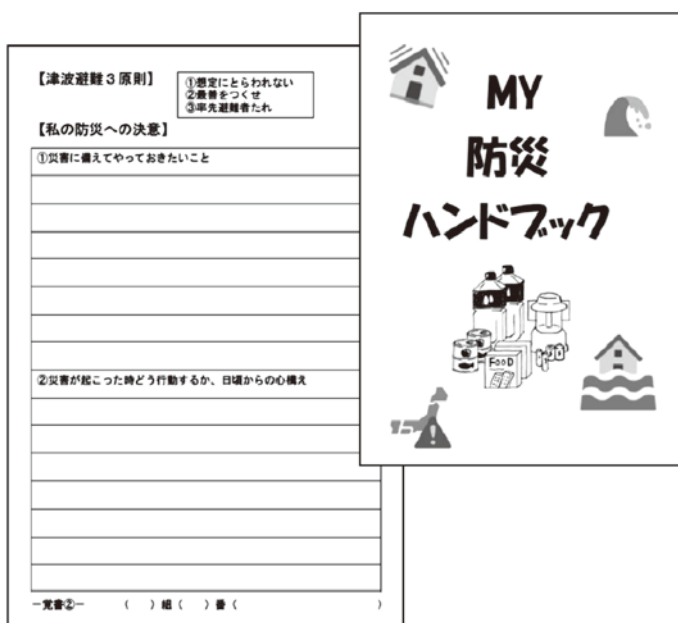 【津波避難3原則】
①想定にとらわれない
②最善をつくせ
③率先避難者たれ
【私の防災への決意】
①災害に備えてやっておきたいこと
②災害が起こった時どう行動するか、日頃からの心構え
－覚書②－　（　）組（　）番（　）
MY
防災
ハンドブック
FOOD